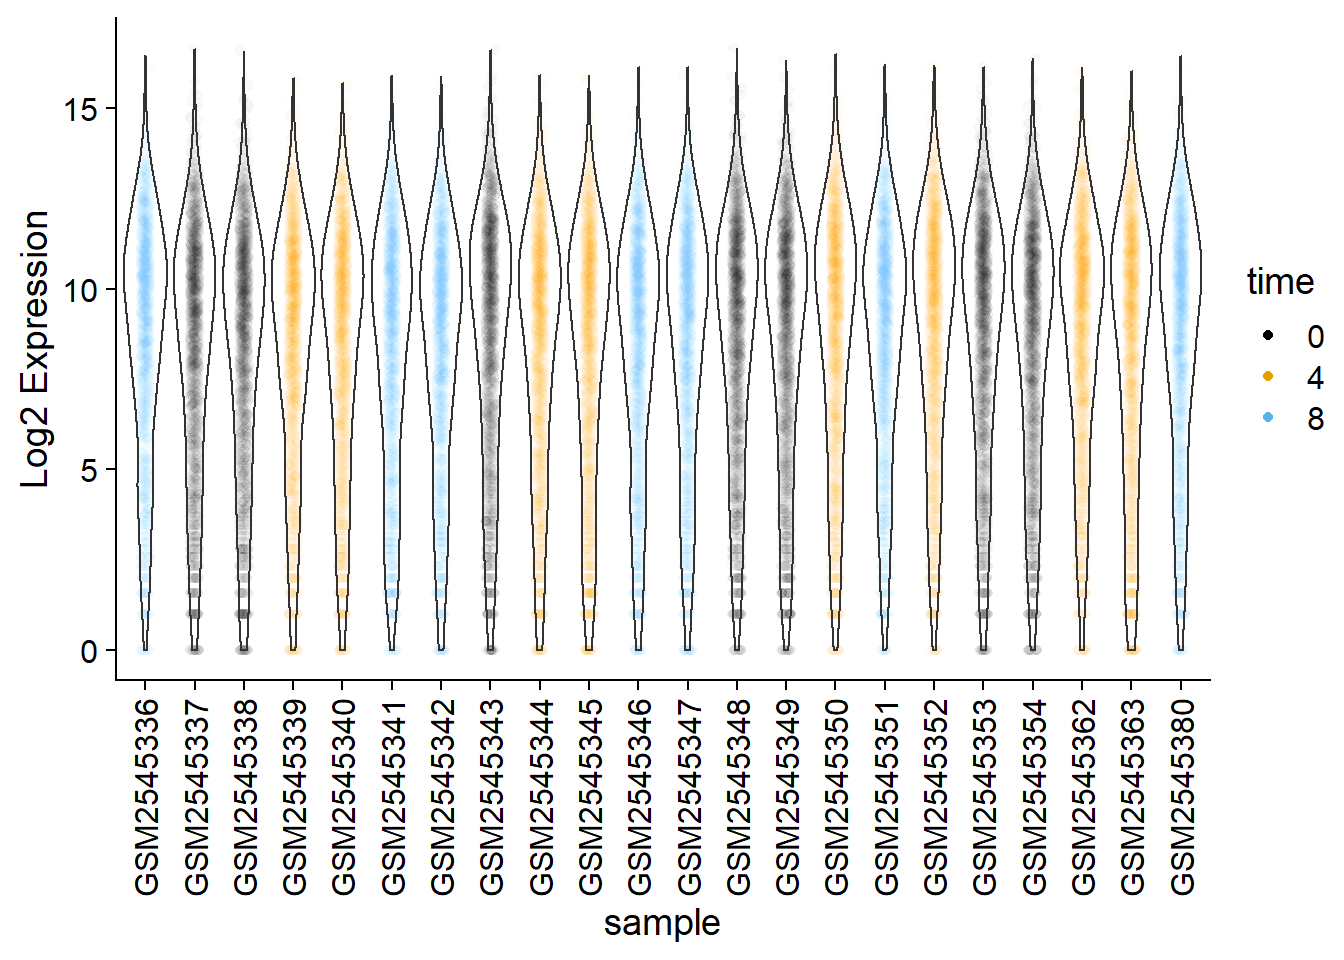 Log2 Expression
15
10
5
0
GSM2545336
GSM2545337
GSM2545338
GSM2545339
GSM2545340
GSM2545341
GSM2545342
GSM2545343
GSM2545344
GSM2545345
GSM2545346
GSM2545347
GSM2545348
GSM2545349
GSM2545350
GSM2545351
GSM2545352
GSM2545353
GSM2545354
GSM2545362
GSM2545363
GSM2545380
sample
time
0
4
8